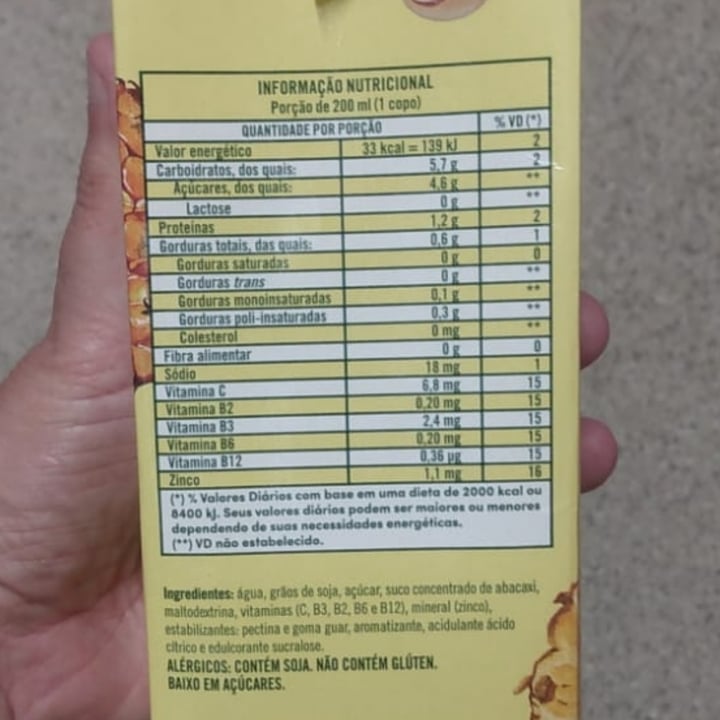 INFORMAÇÃO NUTRICIONAL
Porção de 200 ml (1 copo)
QUANTIDADE POR PORÇÃO % VD (*)
Valor energético 33 kcal = 139 kJ 2
Carboidratos, dos quais: 5,7 g 2
Açúcares, dos quais: 4,6 g **
Lactose 0 g **
Proteínas 1,2 g 2
Gorduras totais, das quais: 0,6 g 1
Gorduras saturadas 0 g 0
Gorduras trans 0 g **
Gorduras monoinsaturadas 0,1 g **
Gorduras poli-insaturadas 0,3 g **
Colesterol 0 mg **
Fibra alimentar 0 g 0
Sódio 18 mg 1
Vitamina C 6,8 mg 15
Vitamina B2 0,20 mg 15
Vitamina B3 2,4 mg 15
Vitamina B6 0,20 mg 15
Vitamina B12 0,36 µg 15
Zinco 1,1 mg 16
(*) % Valores Diários com base em uma dieta de 2000 kcal ou
8400 kJ. Seus valores diários podem ser maiores ou menores
dependendo de suas necessidades energéticas.
(**) VD não estabelecido.
Ingredientes: água, grãos de soja, açúcar, suco concentrado de abacaxi,
maltodextrina, vitaminas (C, B3, B2, B6 e B12), mineral (zinco),
estabilizantes: pectina e goma guar, aromatizante, acidulante ácido
cítrico e edulcorante sucralose.
ALÉRGICOS: CONTÉM SOJA. NÃO CONTÉM GLÚTEN.
BAIXO EM AÇÚCARES.